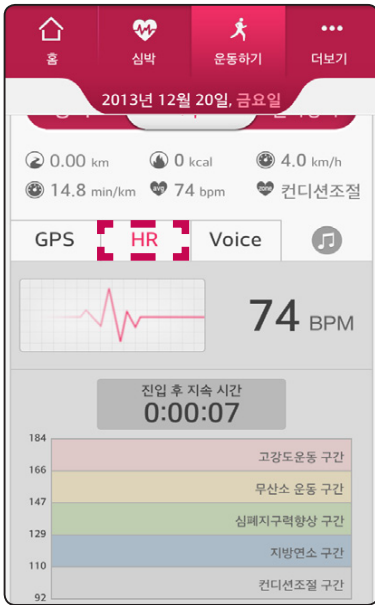 홈 심박 운동하기 더보기
2013년 12월 20일, 금요일
0.00 km 0 kcal 4.0 km/h
14.8 min/km avg 74 bpm zone 컨디션조절
GPS HR Voice
74 BPM
진입 후 지속 시간
0:00:07
184
고강도운동 구간
166
무산소 운동 구간
147
심폐지구력향상 구간
129
지방연소 구간
110
컨디션조절 구간
92